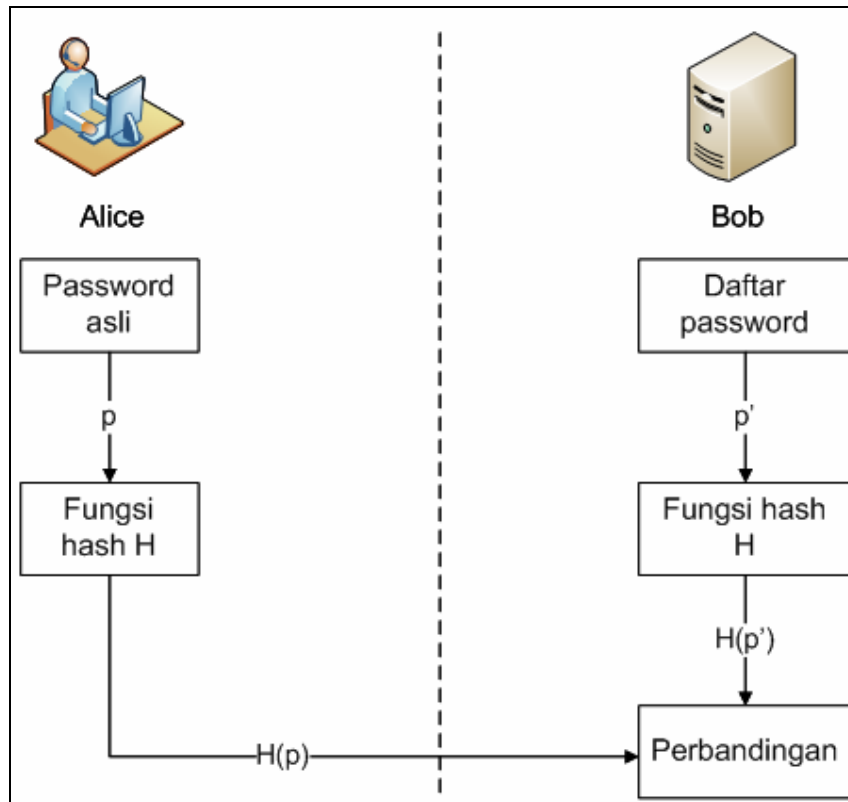 Alice
Bob
Password
asli
Daftar
password
p
p'
Fungsi
hash H
Fungsi hash
H
H(p')
H(p)
Perbandingan